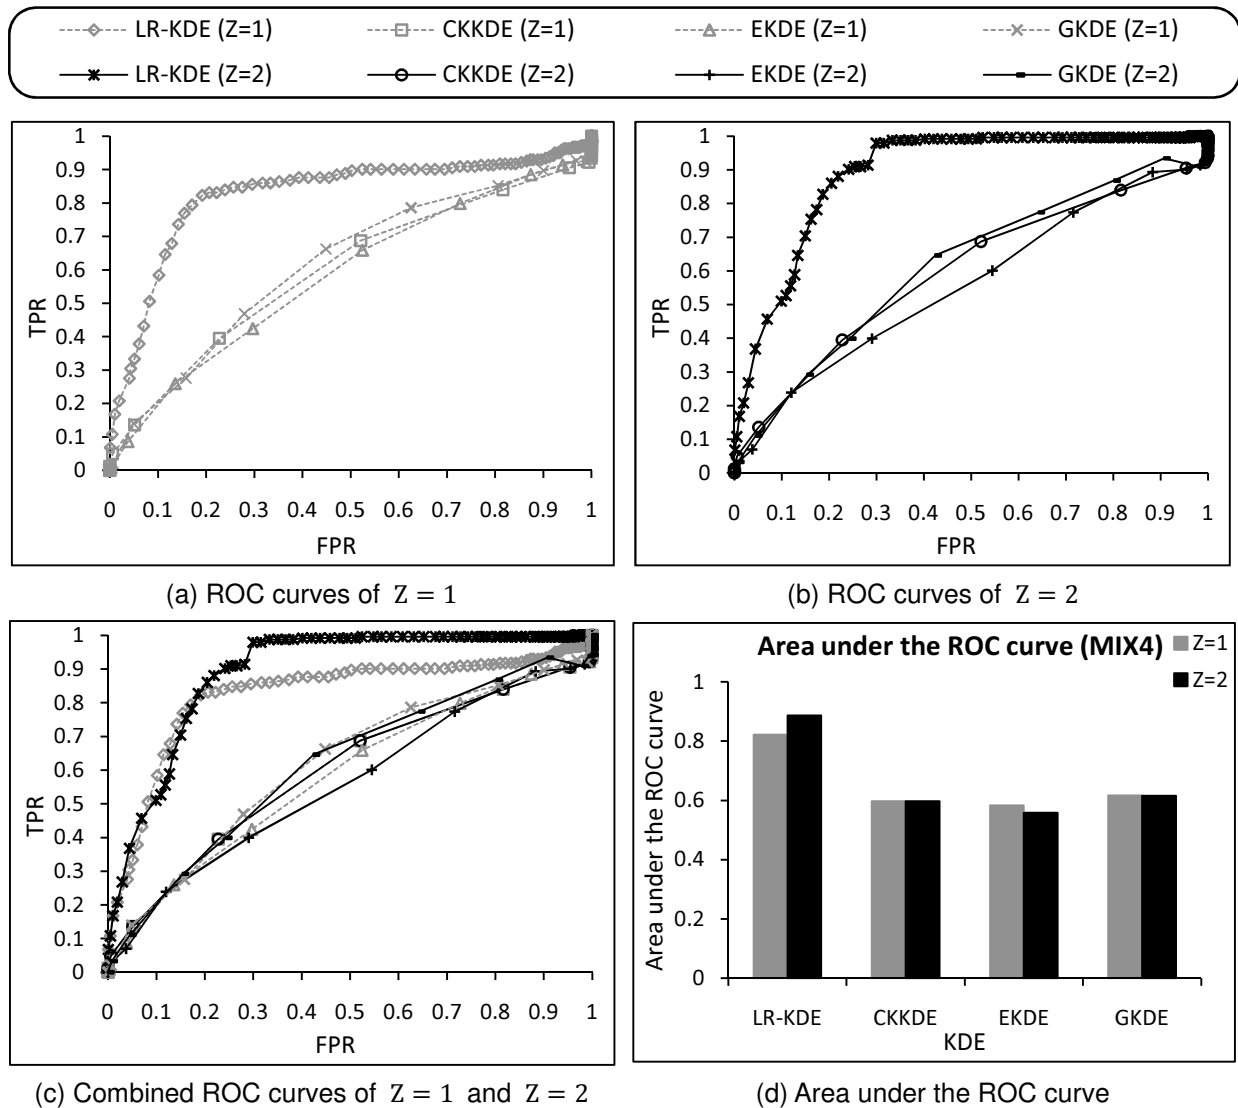 LR-KDE (Z=1) CKKDE (Z=1) EKDE (Z=1) GKDE (Z=1)
LR-KDE (Z=2) CKKDE (Z=2) EKDE (Z=2) GKDE (Z=2)
1
0.9
0.8
0.7
0.6
0.5
0.4
0.3
0.2
0.1
0
TPR
0 0.1 0.2 0.3 0.4 0.5 0.6 0.7 0.8 0.9 1
FPR
(a) ROC curves of Z = 1
1
0.9
0.8
0.7
0.6
0.5
0.4
0.3
0.2
0.1
0
TPR
0 0.1 0.2 0.3 0.4 0.5 0.6 0.7 0.8 0.9 1
FPR
(b) ROC curves of Z = 2
1
0.9
0.8
0.7
0.6
0.5
0.4
0.3
0.2
0.1
0
TPR
0 0.1 0.2 0.3 0.4 0.5 0.6 0.7 0.8 0.9 1
FPR
(c) Combined ROC curves of Z = 1 and Z = 2
Area under the ROC curve (MIX4)
Z=1
Z=2
1
0.8
0.6
0.4
0.2
0
Area under the ROC curve
LR-KDE CKKDE EKDE GKDE
KDE
(d) Area under the ROC curve